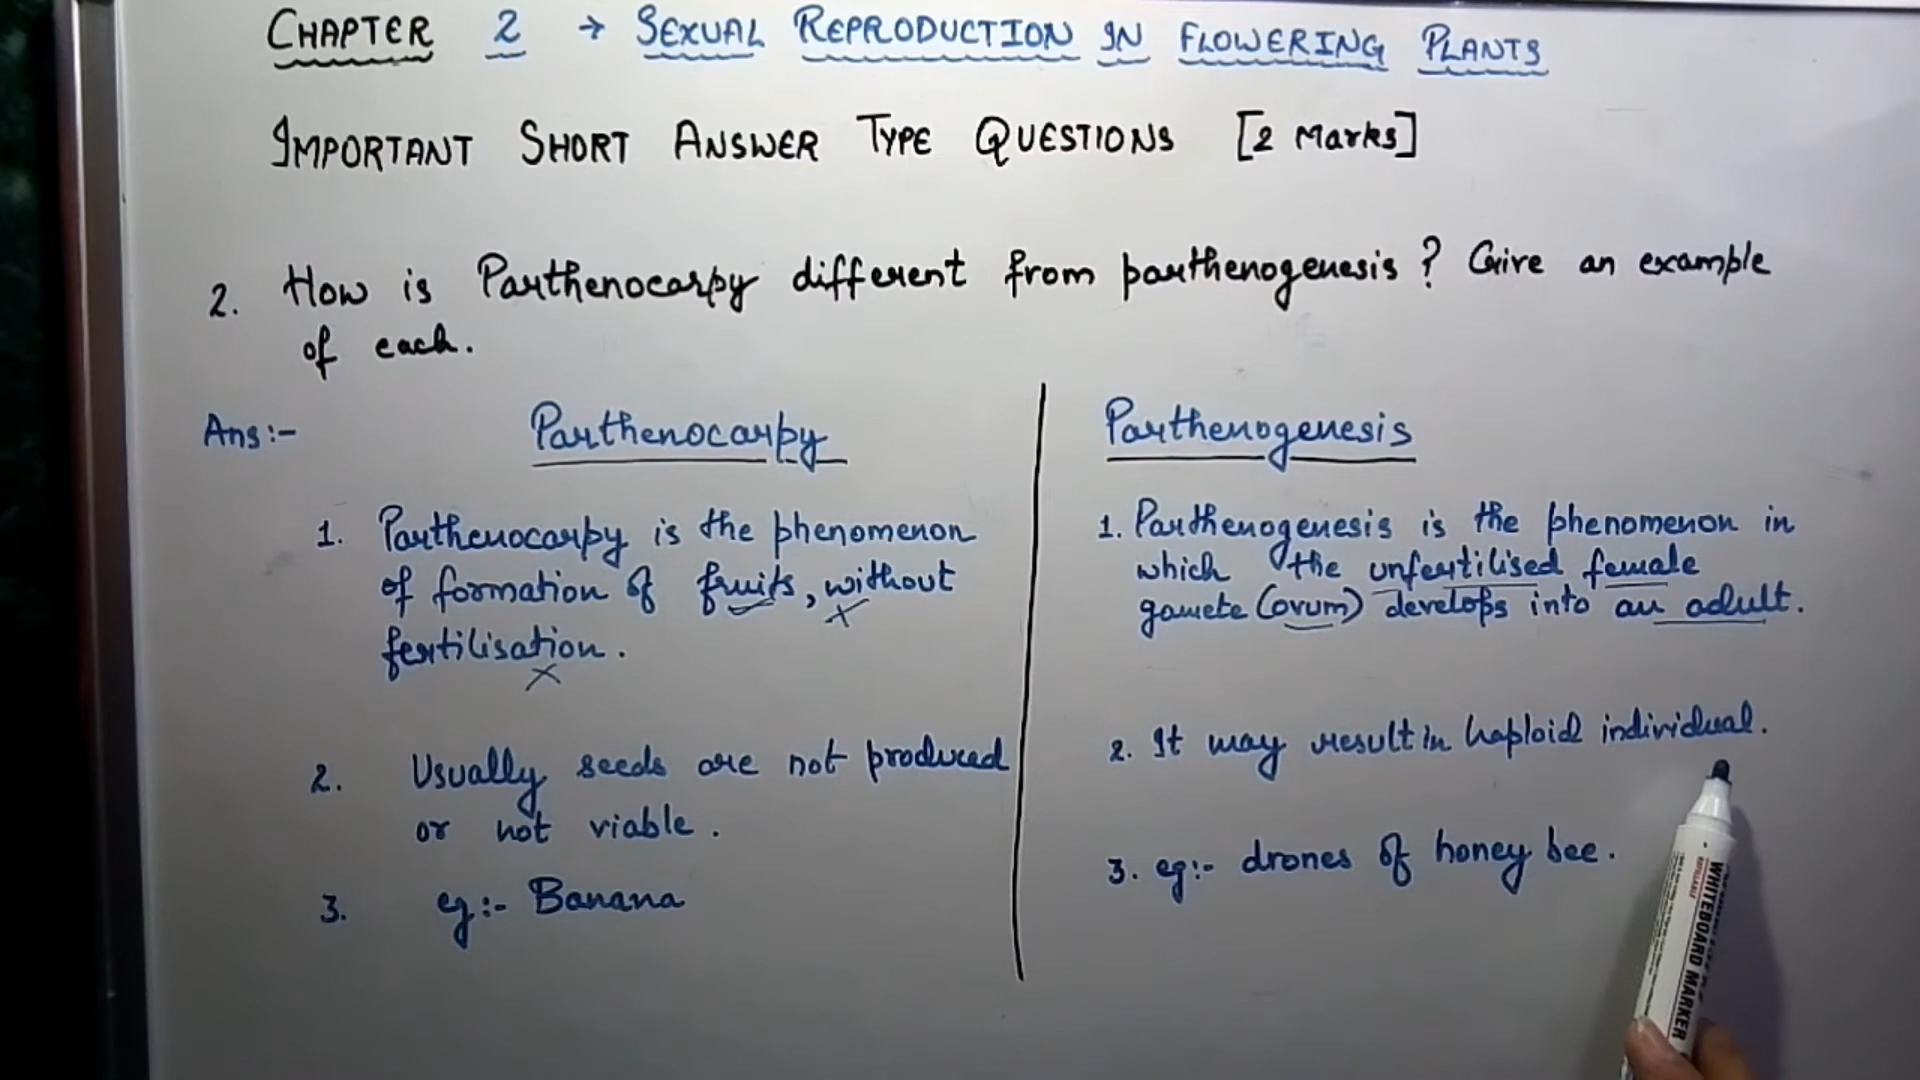 CHAPTER 2 → SEXUAL REPRODUCTION IN FLOWERING PLANTS
IMPORTANT SHORT ANSWER TYPE QUESTIONS [2 Marks]
2. How is Parthenocarpy different from parthenogenesis? Give an example
of each.
Ans:-
Parthenocarpy
1. Parthenocarpy is the phenomenon
of formation of fruits, without
fertilisation.
2. Usually seeds are not produced
or not viable.
3. eg:- Banana
Parthenogenesis
1. Parthenogenesis is the phenomenon in
which the unfertilised female
gamete (ovum) develops into an adult.
2. It may result in haploid individual.
3. eg:- drones of honey bee.
WHITEBOARD MARKER